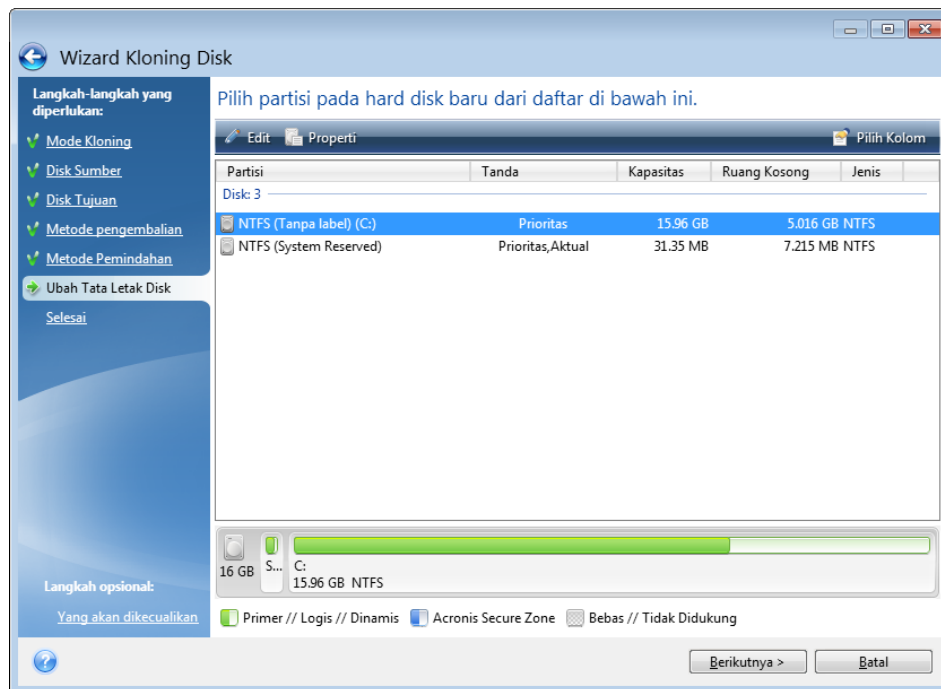 Wizard Kloning Disk
Langkah-langkah yang
diperlukan:
Mode Kloning
Disk Sumber
Disk Tujuan
Metode pengembalian
Metode Pemindahan
Ubah Tata Letak Disk
Selesai
Langkah opsional:
Yang akan dikecualikan
Pilih partisi pada hard disk baru dari daftar di bawah ini.
Edit Properti Pilih Kolom
Partisi Tanda Kapasitas Ruang Kosong Jenis
Disk: 3
NTFS (Tanpa label) (C:) Prioritas 15.96 GB 5.016 GB NTFS
NTFS (System Reserved) Prioritas,Aktual 31.35 MB 7.215 MB NTFS
16 GB S... C:
15.96 GB NTFS
Primer // Logis // Dinamis Acronis Secure Zone Bebas // Tidak Didukung
? Berikutnya > Batal